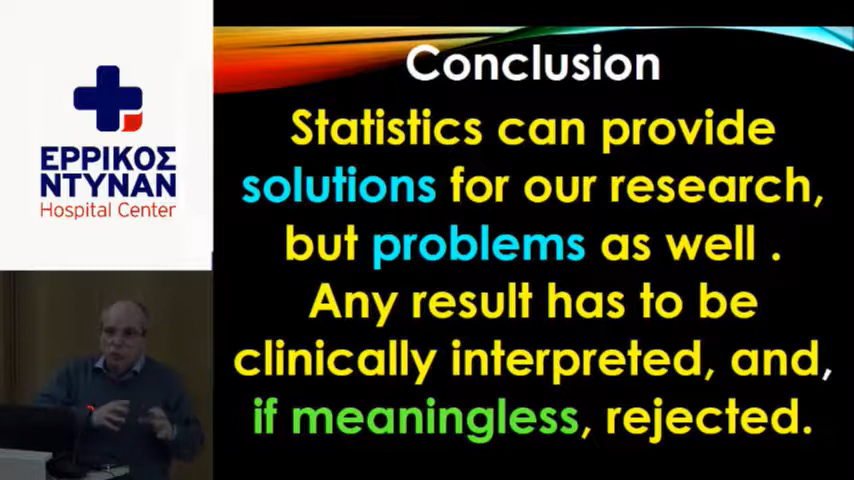 ΕΡΡΙΚΟΣ
ΝΤΥΝΑΝ
Hospital Center
Conclusion
Statistics can provide
solutions for our research,
but problems as well .
Any result has to be
clinically interpreted, and,
if meaningless, rejected.